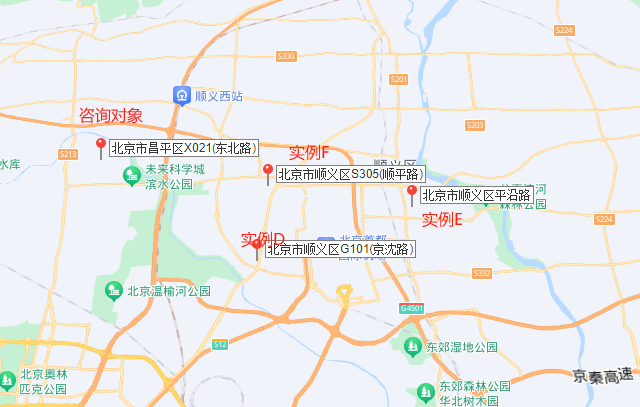 S224
S330
S201
顺义西站
咨询对象
北京市昌平区X021(东北路)
S213
水库
实例F
未来科学城
滨水公园
北京市顺义区S305(顺平路)
北京市顺义区平沿路
森林公园
实例E
S224
实例D
北京市顺义区G101(京沈路)
S332
北京温榆河公园
G4501
S12
东郊湿地公园
北京奥林
匹克公园
京秦高速
东郊森林公园
华北树木园